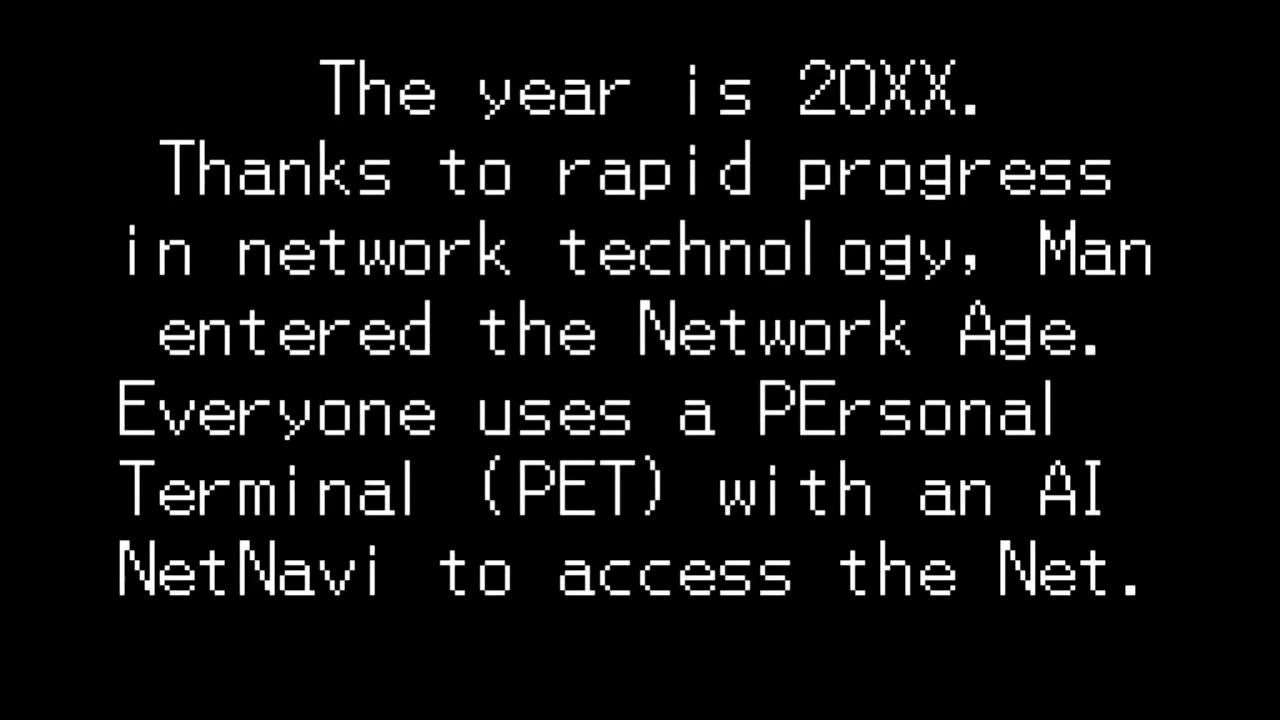 The year is 20XX.
Thanks to rapid progress
in network technology, Man
entered the Network Age.
Everyone uses a PErsonal
Terminal (PET) with an AI
NetNavi to access the Net.